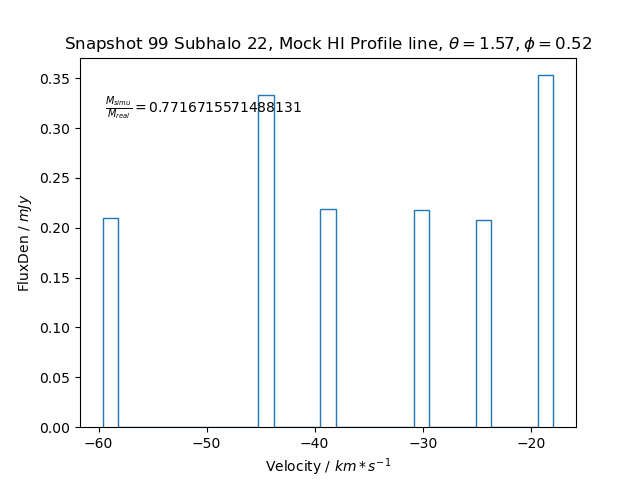 Snapshot 99 Subhalo 22, Mock HI Profile line, θ = 1.57, ϕ = 0.52
M_simu/M_real = 0.7716715571488131
FluxDen / mJy
0.35
0.30
0.25
0.20
0.15
0.10
0.05
0.00
−60 −50 −40 −30 −20
Velocity / km * s⁻¹